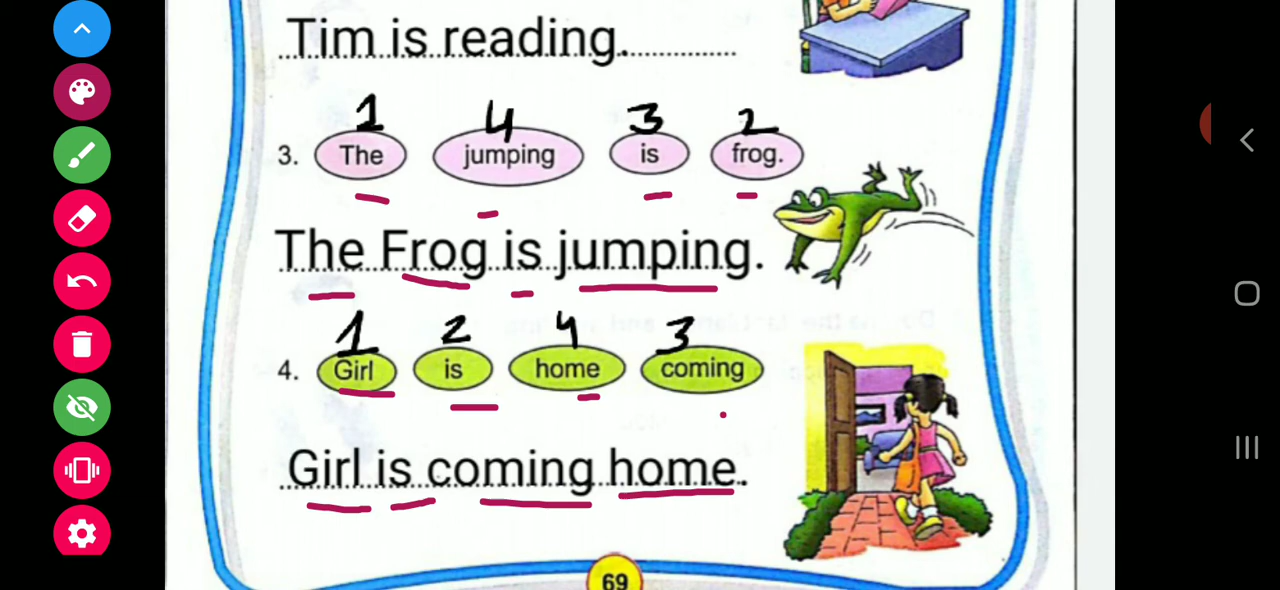 Tim is reading.
1 4 3 2
3. The jumping is frog.
The Frog is jumping.
1 2 4 3
4. Girl is home coming
Girl is coming home.
69